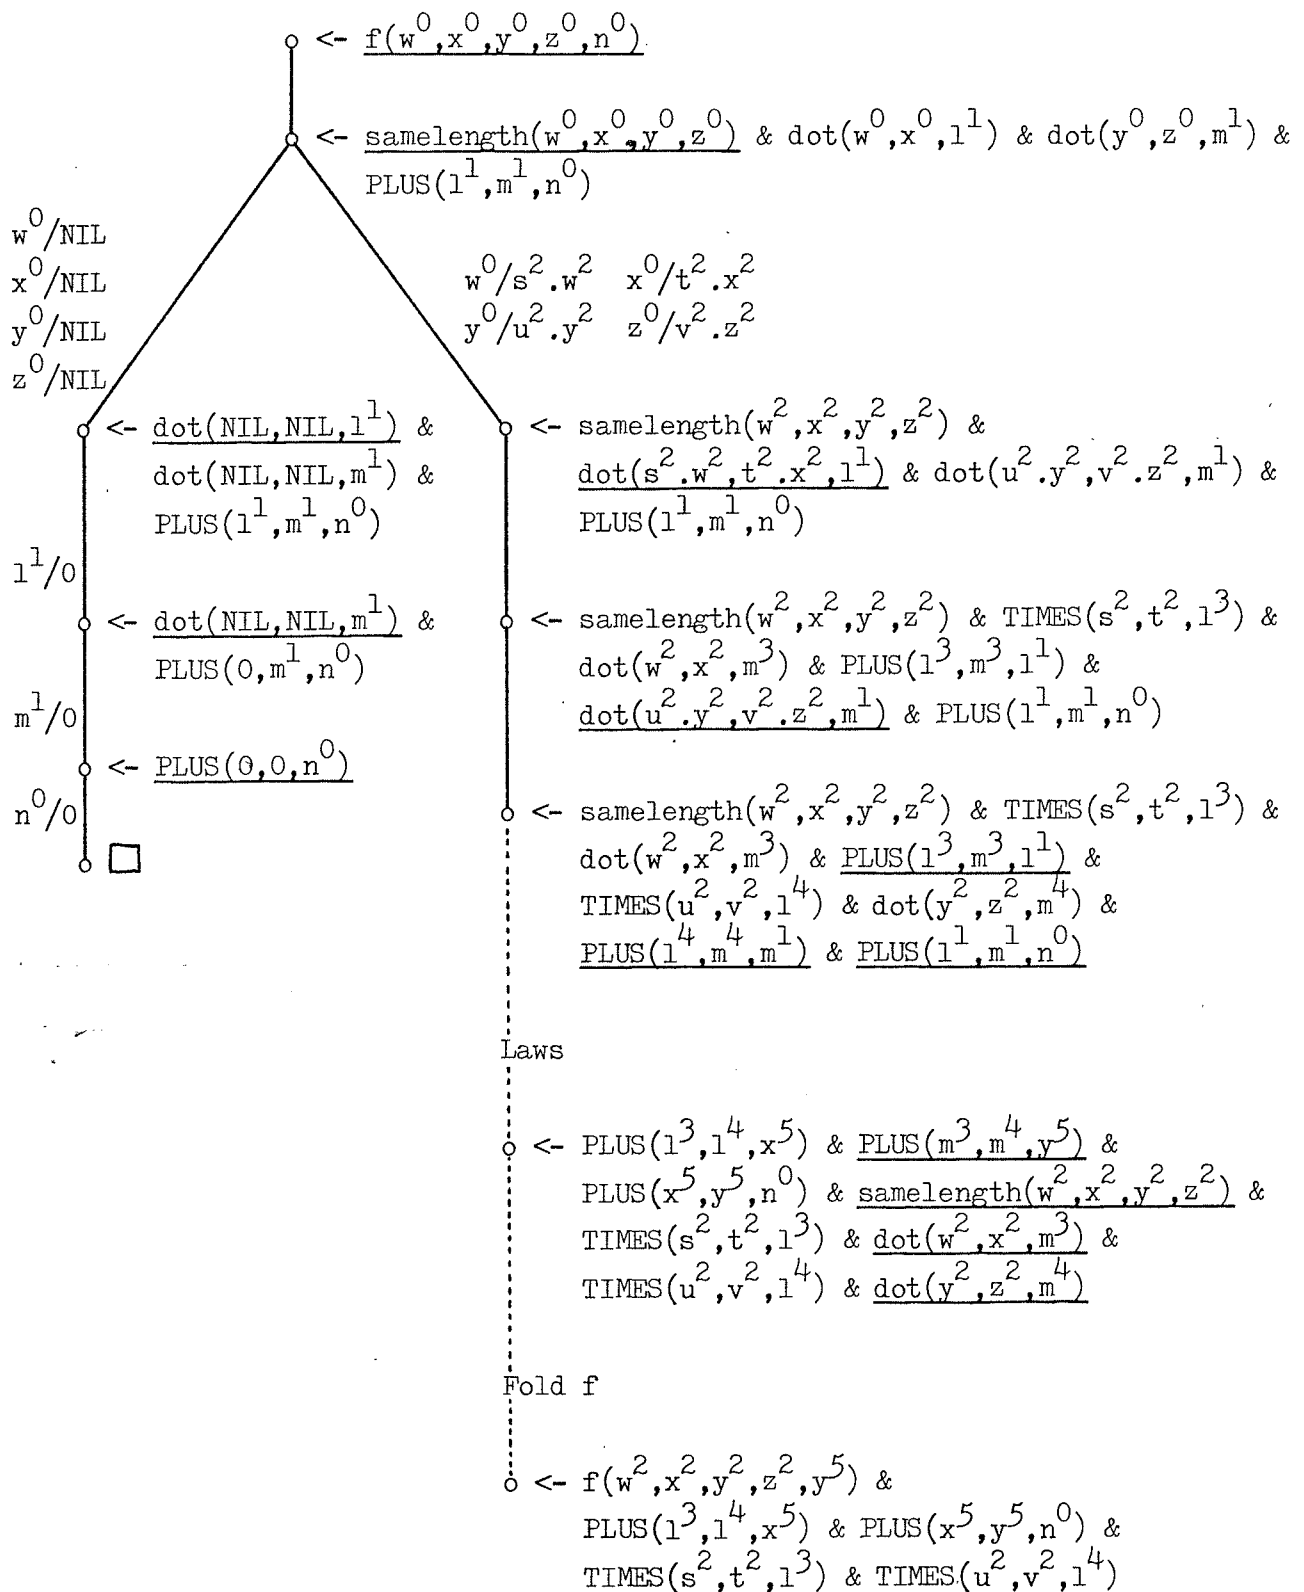 <- f(w^0,x^0,y^0,z^0,n^0)
<- samelength(w^0,x^0,y^0,z^0) & dot(w^0,x^0,l^1) & dot(y^0,z^0,m^1) &
PLUS(l^1,m^1,n^0)
w^0/NIL
x^0/NIL
y^0/NIL
z^0/NIL
w^0/s^2.w^2 x^0/t^2.x^2
y^0/u^2.y^2 z^0/v^2.z^2
<- dot(NIL,NIL,l^1) &
dot(NIL,NIL,m^1) &
PLUS(l^1,m^1,n^0)
l^1/0
<- dot(NIL,NIL,m^1) &
PLUS(0,m^1,n^0)
m^1/0
<- PLUS(0,0,n^0)
n^0/0
<- samelength(w^2,x^2,y^2,z^2) &
dot(s^2.w^2,t^2.x^2,l^1) & dot(u^2.y^2,v^2.z^2,m^1) &
PLUS(l^1,m^1,n^0)
<- samelength(w^2,x^2,y^2,z^2) & TIMES(s^2,t^2,l^3) &
dot(w^2,x^2,m^3) & PLUS(l^3,m^3,l^1) &
dot(u^2.y^2,v^2.z^2,m^1) & PLUS(l^1,m^1,n^0)
<- samelength(w^2,x^2,y^2,z^2) & TIMES(s^2,t^2,l^3) &
dot(w^2,x^2,m^3) & PLUS(l^3,m^3,l^1) &
TIMES(u^2,v^2,l^4) & dot(y^2,z^2,m^4) &
PLUS(l^4,m^4,m^1) & PLUS(l^1,m^1,n^0)
Laws
<- PLUS(l^3,l^4,x^5) & PLUS(m^3,m^4,y^5) &
PLUS(x^5,y^5,n^0) & samelength(w^2,x^2,y^2,z^2) &
TIMES(s^2,t^2,l^3) & dot(w^2,x^2,m^3) &
TIMES(u^2,v^2,l^4) & dot(y^2,z^2,m^4)
Fold f
<- f(w^2,x^2,y^2,z^2,y^5) &
PLUS(l^3,l^4,x^5) & PLUS(x^5,y^5,n^0) &
TIMES(s^2,t^2,l^3) & TIMES(u^2,v^2,l^4)